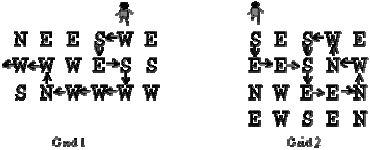 N E E S W E
W W W E S S
S N W W W W
Grid 1
S E S W E
E E S N W
N W E E N
E W S E N
Grid 2